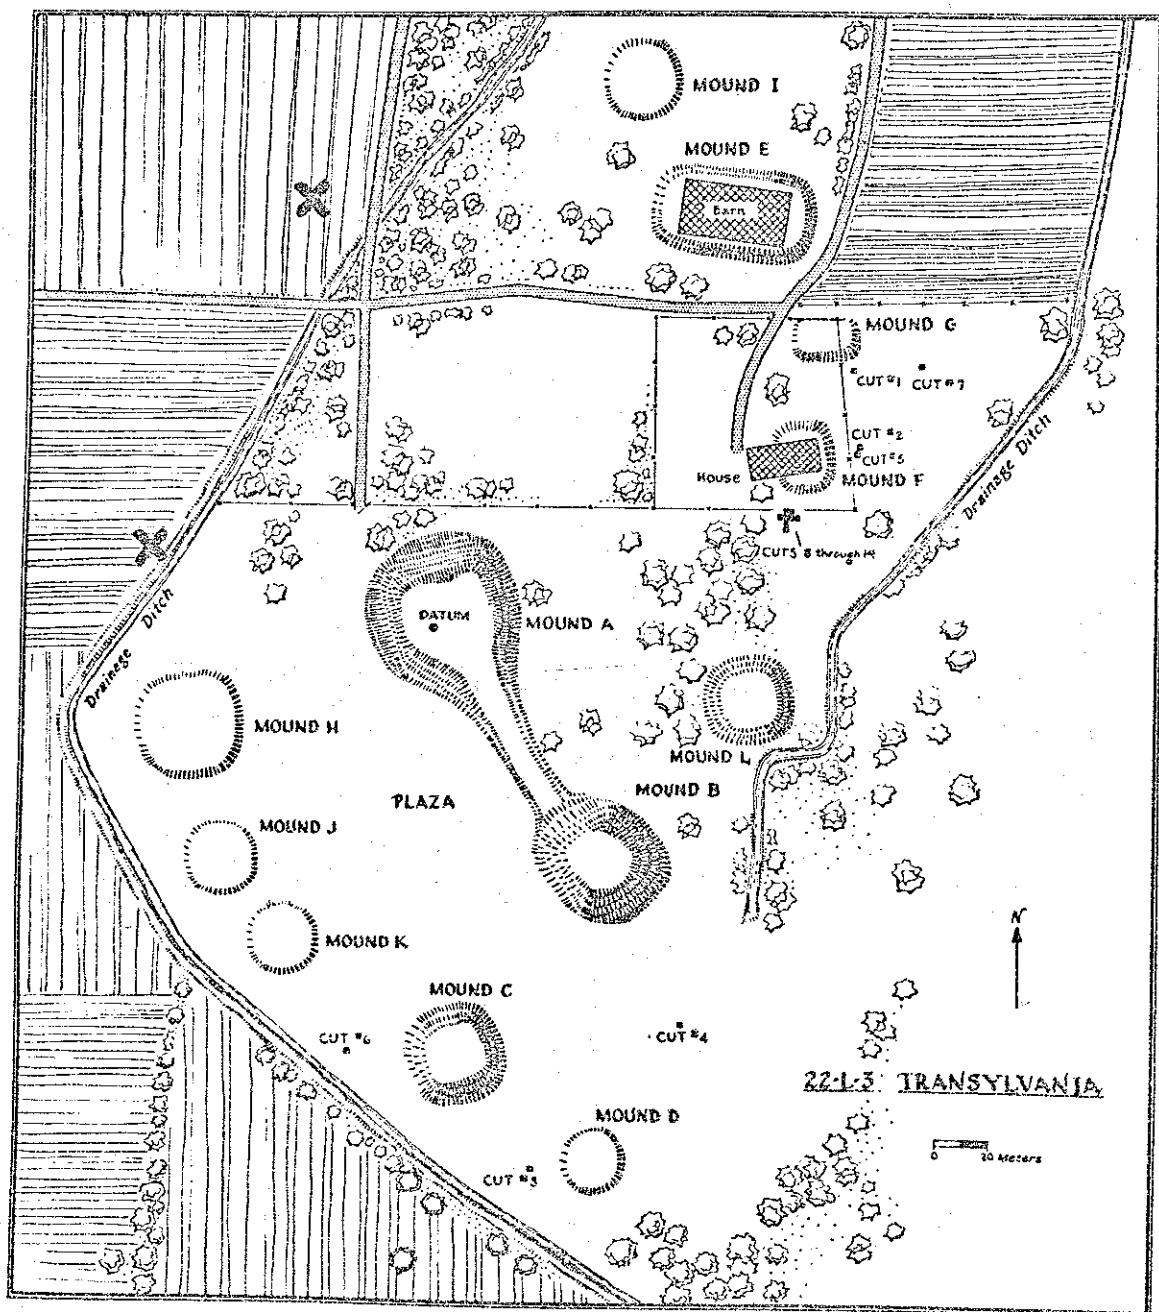 MOUND I
MOUND E
Barn
MOUND G
CUT #1
CUT #7
CUT #2
CUT #5
House
MOUND F
Drainage Ditch
CUTS 8 through 14
DATUM
MOUND A
Drainage Ditch
MOUND H
MOUND L
PLAZA
MOUND B
MOUND J
MOUND K
N
MOUND C
CUT #6
CUT #4
22-L-3 TRANSYLVANIA
MOUND D
0 20 Meters
CUT #3